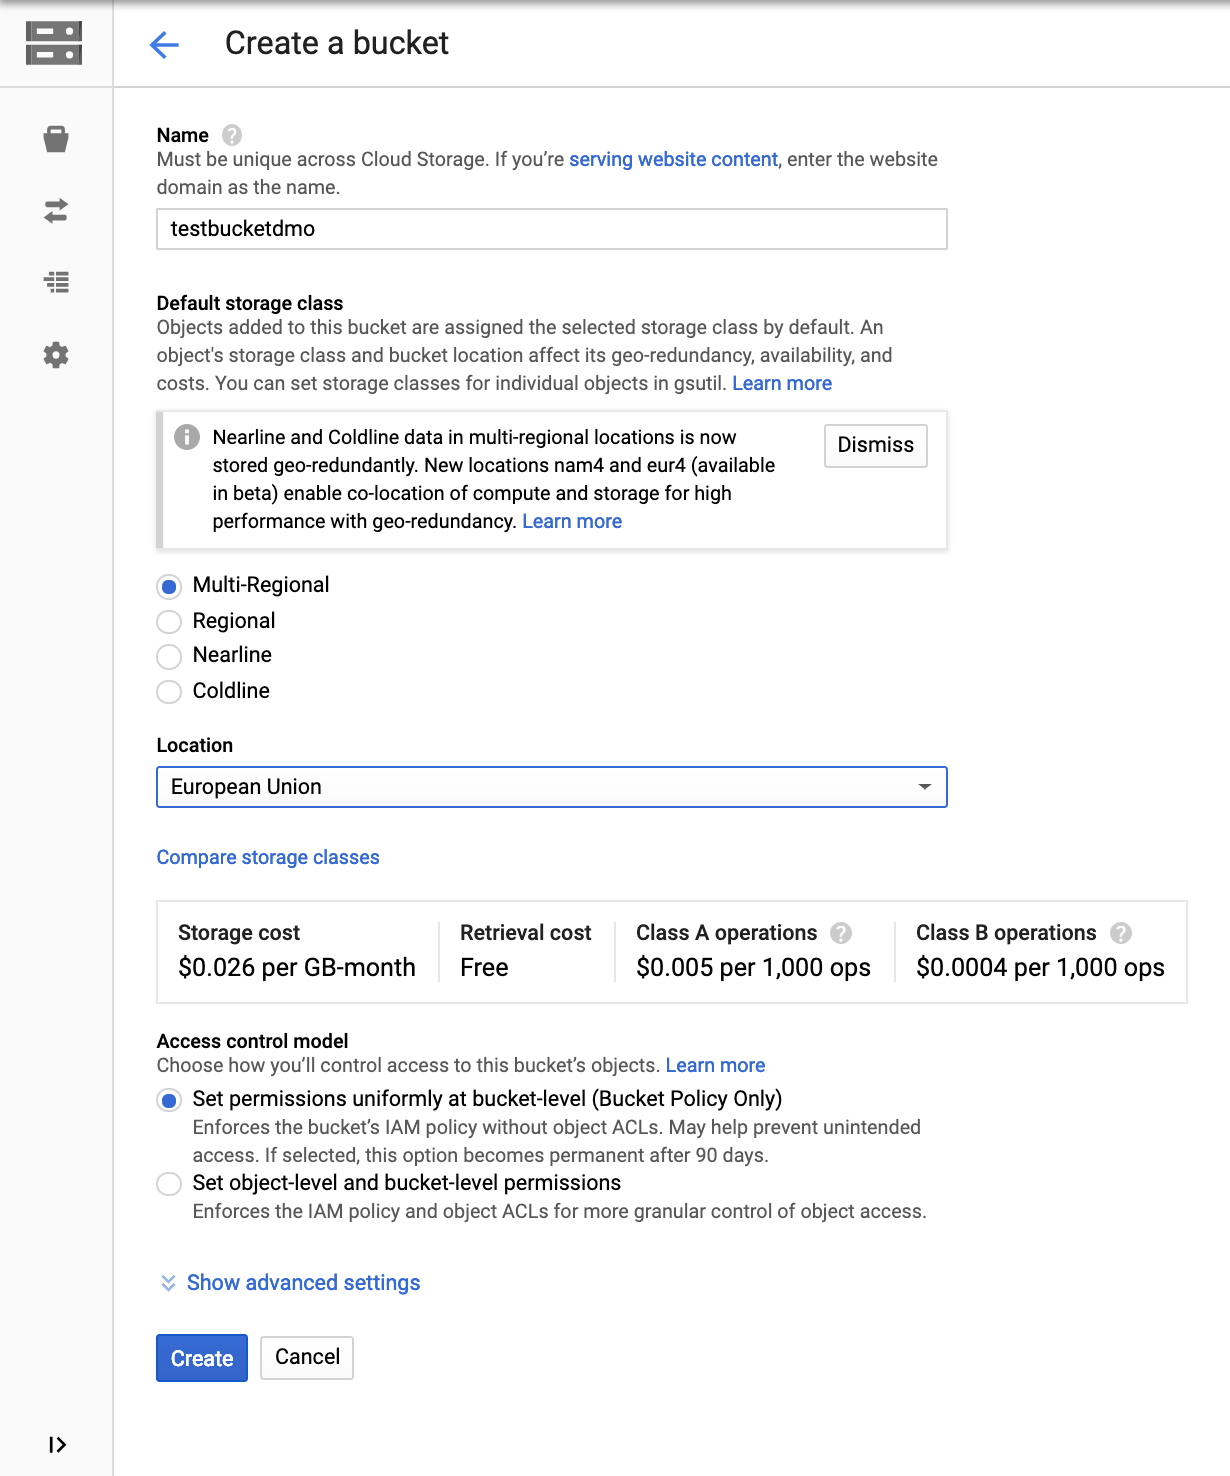 Create a bucket
Name
Must be unique across Cloud Storage. If you’re serving website content, enter the website
domain as the name.
testbucketdmo
Default storage class
Objects added to this bucket are assigned the selected storage class by default. An
object's storage class and bucket location affect its geo-redundancy, availability, and
costs. You can set storage classes for individual objects in gsutil. Learn more
Nearline and Coldline data in multi-regional locations is now
stored geo-redundantly. New locations nam4 and eur4 (available
in beta) enable co-location of compute and storage for high
performance with geo-redundancy. Learn more
Dismiss
Multi-Regional
Regional
Nearline
Coldline
Location
European Union
Compare storage classes
Storage cost
$0.026 per GB-month
Retrieval cost
Free
Class A operations
$0.005 per 1,000 ops
Class B operations
$0.0004 per 1,000 ops
Access control model
Choose how you’ll control access to this bucket’s objects. Learn more
Set permissions uniformly at bucket-level (Bucket Policy Only)
Enforces the bucket’s IAM policy without object ACLs. May help prevent unintended
access. If selected, this option becomes permanent after 90 days.
Set object-level and bucket-level permissions
Enforces the IAM policy and object ACLs for more granular control of object access.
Show advanced settings
Create
Cancel